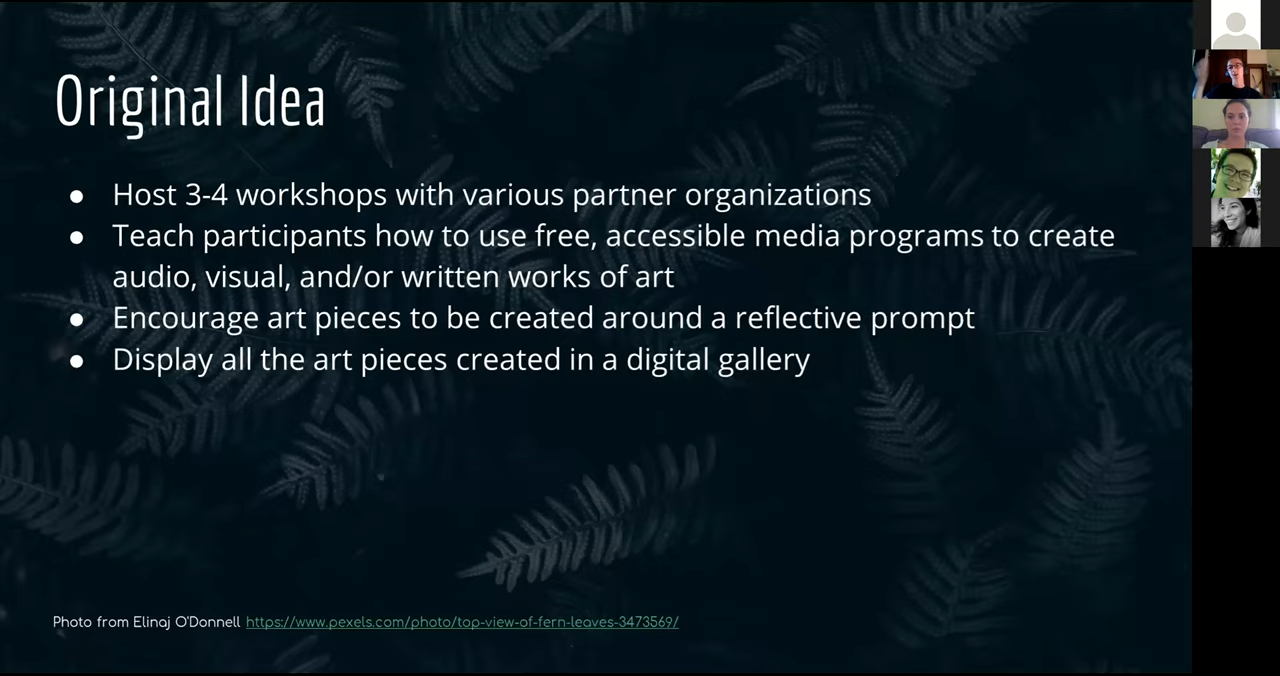 Original Idea
● Host 3-4 workshops with various partner organizations
● Teach participants how to use free, accessible media programs to create
audio, visual, and/or written works of art
● Encourage art pieces to be created around a reflective prompt
● Display all the art pieces created in a digital gallery
Photo from Elinaj O'Donnell https://www.pexels.com/photo/top-view-of-fern-leaves-3473569/